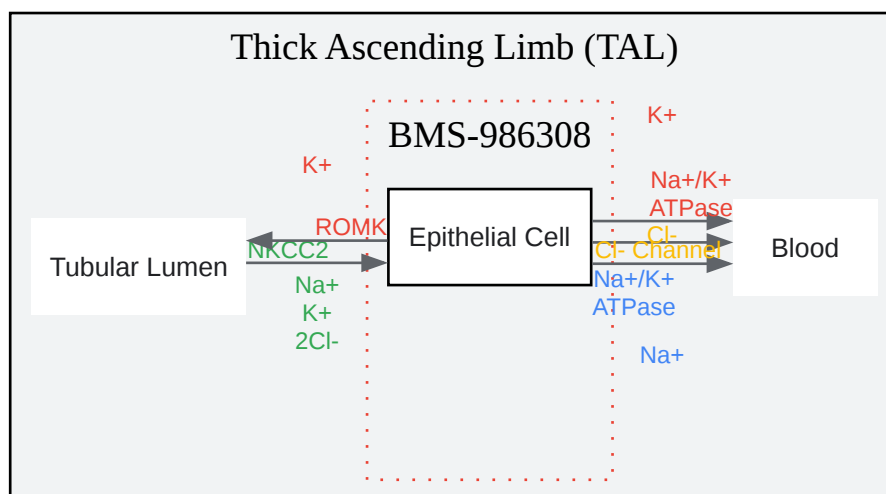 Thick Ascending Limb (TAL)
BMS-986308
K+
K+
Na+/K+
ATPase
ROMK
Epithelial Cell
Cl-
Cl- Channel
Blood
NKCC2
Tubular Lumen
Na+
K+
2Cl-
Na+/K+
ATPase
Na+